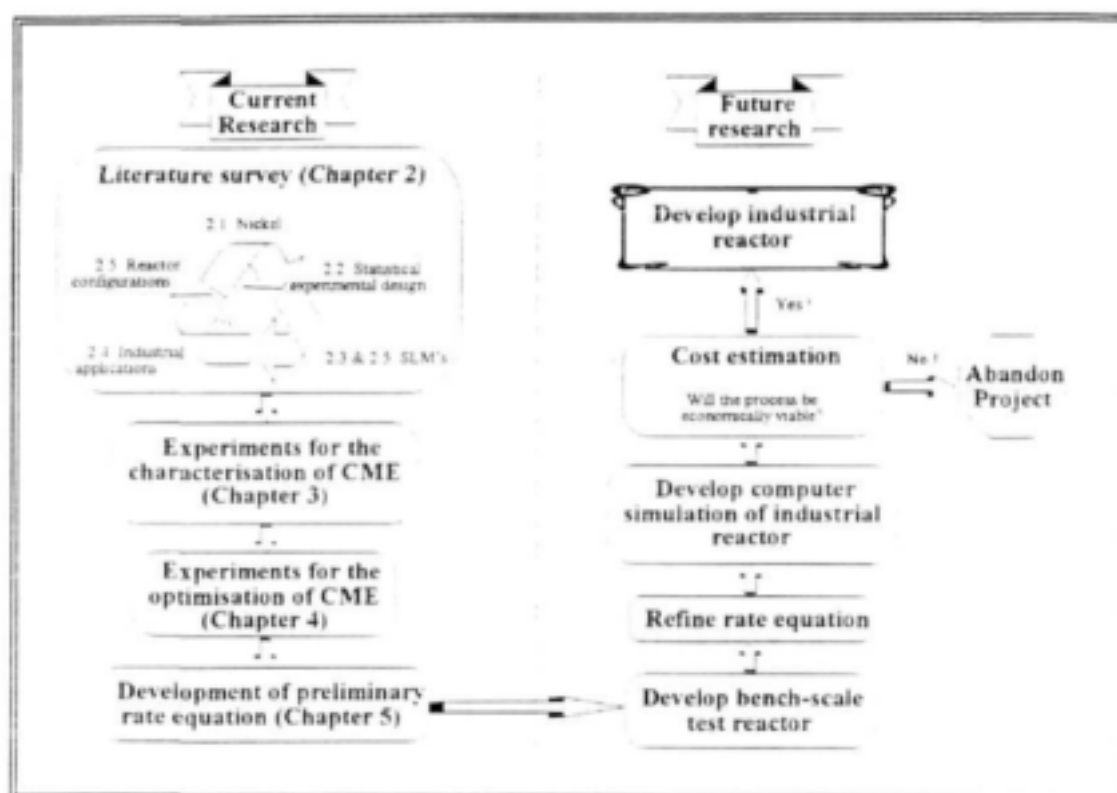 Current
Research
Literature survey (Chapter 2)
2.1 Nickel
2.5 Reactor
configurations
2.2 Statistical
experimental design
2.4 Industrial
applications
2.3 & 2.5 SLM's
Experiments for the
characterisation of CME
(Chapter 3)
Experiments for the
optimisation of CME
(Chapter 4)
Development of preliminary
rate equation (Chapter 5)
Future
research
Develop industrial
reactor
Yes !
Cost estimation
Will the process be
economically viable?
No !
Abandon
Project
Develop computer
simulation of industrial
reactor
Refine rate equation
Develop bench-scale
test reactor